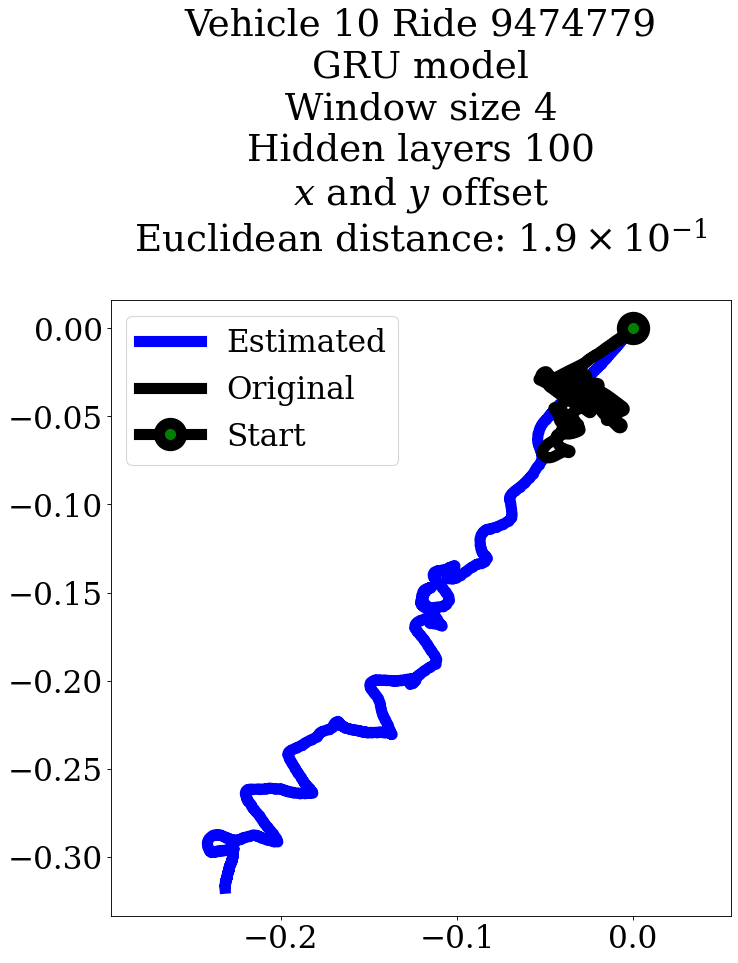 Vehicle 10 Ride 9474779
GRU model
Window size 4
Hidden layers 100
x and y offset
Euclidean distance: 1.9 × 10⁻¹
Estimated
Original
Start
0.00
−0.05
−0.10
−0.15
−0.20
−0.25
−0.30
−0.2
−0.1
0.0